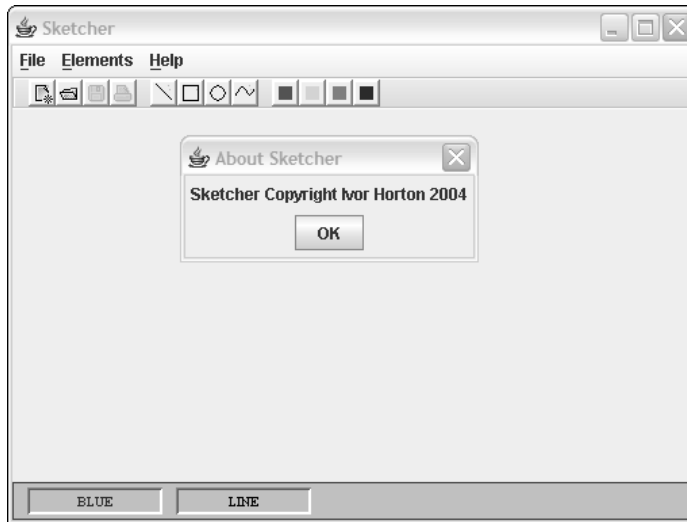 Sketcher
File Elements Help
About Sketcher
Sketcher Copyright Ivor Horton 2004
OK
BLUE LINE